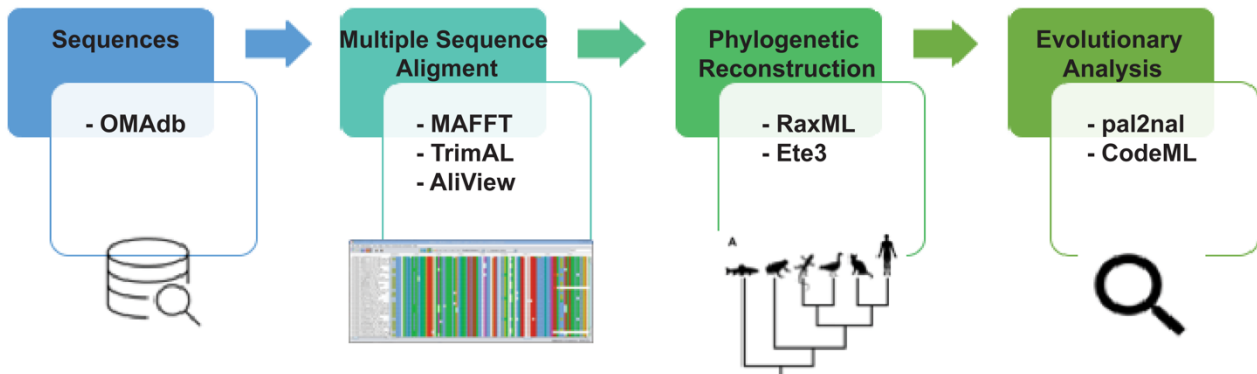 Sequences
- OMAdb
Multiple Sequence
Aligment
- MAFFT
- TrimAL
- AliView
Phylogenetic
Reconstruction
- RaxML
- Ete3
A
Evolutionary
Analysis
- pal2nal
- CodeML